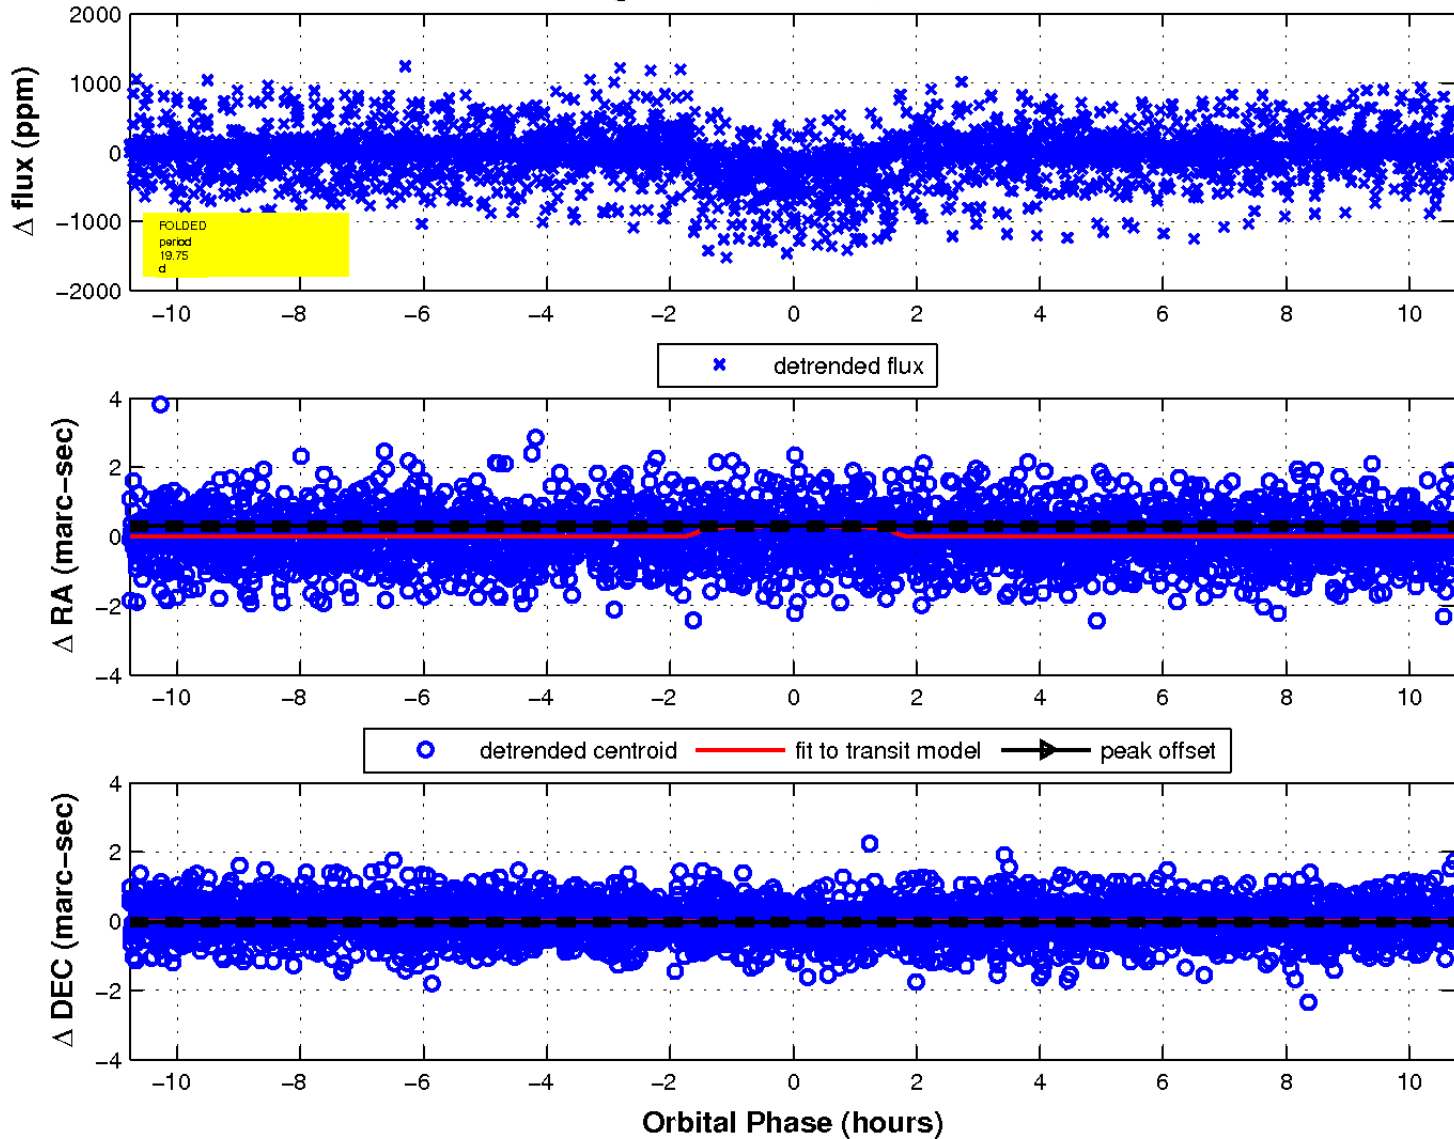 2000
1000
0
−1000
−2000
Δ flux (ppm)
FOLDED
period
19.75
d
−10 −8 −6 −4 −2 0 2 4 6 8 10
detrended flux
4
2
0
−2
−4
Δ RA (marc−sec)
−10 −8 −6 −4 −2 0 2 4 6 8 10
detrended centroid fit to transit model peak offset
4
2
0
−2
−4
Δ DEC (marc−sec)
−10 −8 −6 −4 −2 0 2 4 6 8 10
Orbital Phase (hours)